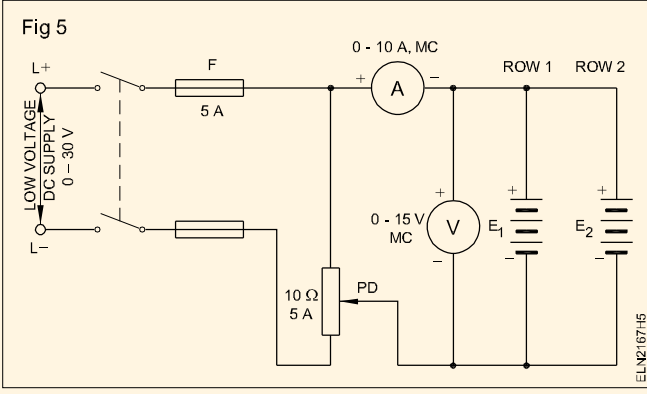 Fig 5
0 - 10 A, MC
L+
F
+
A
−
ROW 1
ROW 2
5 A
LOW VOLTAGE
DC SUPPLY
0 – 30 V
+
0 - 15 V
MC
V
−
+
E1
−
+
E2
−
L−
10 Ω
5 A
PD
ELN2167H5